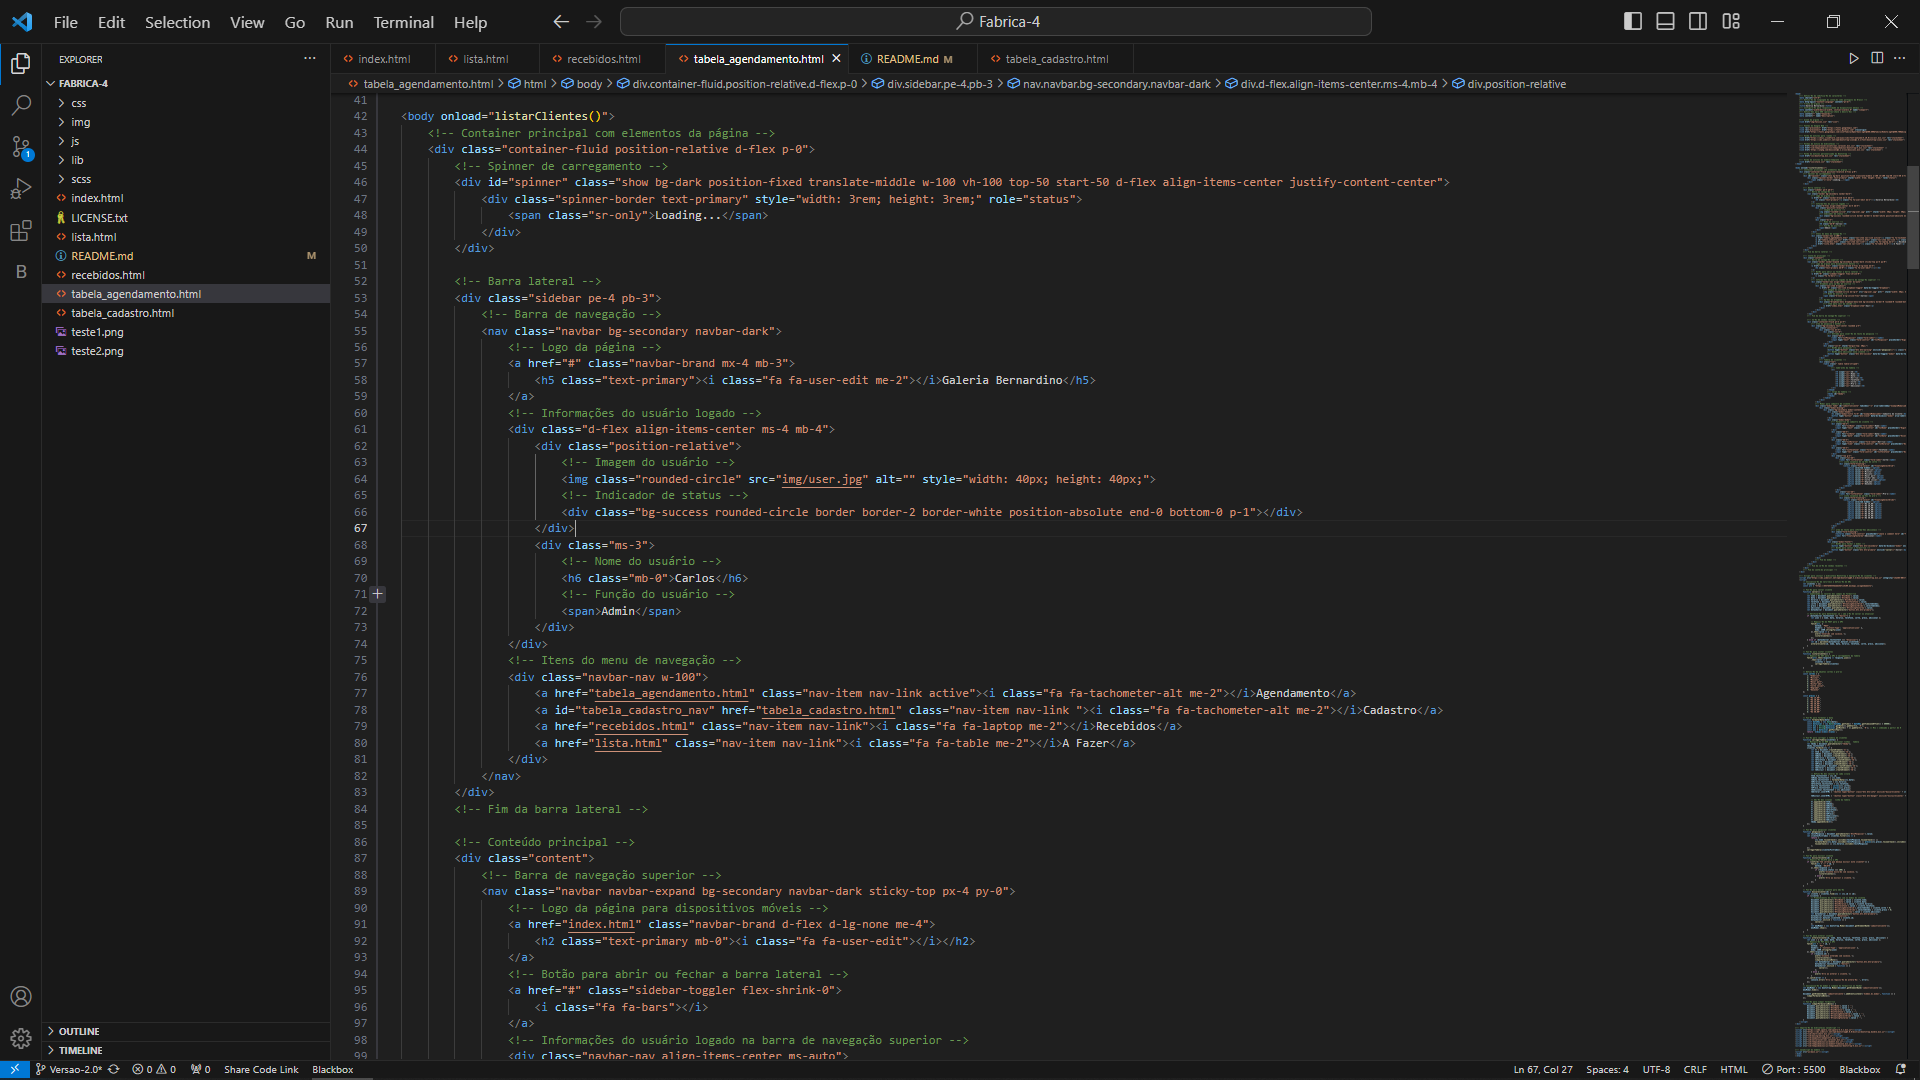 File Edit Selection View Go Run Terminal Help
Fabrica-4
EXPLORER
FABRICA-4
css
img
js
lib
scss
index.html
LICENSE.txt
lista.html
README.md M
recebidos.html
tabela_agendamento.html
tabela_cadastro.html
teste1.png
teste2.png
OUTLINE
TIMELINE
index.html lista.html recebidos.html tabela_agendamento.html README.md M tabela_cadastro.html
tabela_agendamento.html > html > body > div.container-fluid.position-relative.d-flex.p-0 > div.sidebar.pe-4.pb-3 > nav.navbar.bg-secondary.navbar-dark > div.d-flex.align-items-center.ms-4.mb-4 > div.position-relative
41
42 <body onload="listarClientes()">
43 <!-- Container principal com elementos da página -->
44 <div class="container-fluid position-relative d-flex p-0">
45 <!-- Spinner de carregamento -->
46 <div id="spinner" class="show bg-dark position-fixed translate-middle w-100 vh-100 top-50 start-50 d-flex align-items-center justify-content-center">
47 <div class="spinner-border text-primary" style="width: 3rem; height: 3rem;" role="status">
48 <span class="sr-only">Loading...</span>
49 </div>
50 </div>
51
52 <!-- Barra lateral -->
53 <div class="sidebar pe-4 pb-3">
54 <!-- Barra de navegação -->
55 <nav class="navbar bg-secondary navbar-dark">
56 <!-- Logo da página -->
57 <a href="#" class="navbar-brand mx-4 mb-3">
58 <h5 class="text-primary"><i class="fa fa-user-edit me-2"></i>Galeria Bernardino</h5>
59 </a>
60 <!-- Informações do usuário logado -->
61 <div class="d-flex align-items-center ms-4 mb-4">
62 <div class="position-relative">
63 <!-- Imagem do usuário -->
64 <img class="rounded-circle" src="img/user.jpg" alt="" style="width: 40px; height: 40px;">
65 <!-- Indicador de status -->
66 <div class="bg-success rounded-circle border border-2 border-white position-absolute end-0 bottom-0 p-1"></div>
67 </div>
68 <div class="ms-3">
69 <!-- Nome do usuário -->
70 <h6 class="mb-0">Carlos</h6>
71 <!-- Função do usuário -->
72 <span>Admin</span>
73 </div>
74 </div>
75 <!-- Itens do menu de navegação -->
76 <div class="navbar-nav w-100">
77 <a href="tabela_agendamento.html" class="nav-item nav-link active"><i class="fa fa-tachometer-alt me-2"></i>Agendamento</a>
78 <a id="tabela_cadastro_nav" href="tabela_cadastro.html" class="nav-item nav-link "><i class="fa fa-tachometer-alt me-2"></i>Cadastro</a>
79 <a href="recebidos.html" class="nav-item nav-link"><i class="fa fa-laptop me-2"></i>Recebidos</a>
80 <a href="lista.html" class="nav-item nav-link"><i class="fa fa-table me-2"></i>A Fazer</a>
81 </div>
82 </nav>
83 </div>
84 <!-- Fim da barra lateral -->
85
86 <!-- Conteúdo principal -->
87 <div class="content">
88 <!-- Barra de navegação superior -->
89 <nav class="navbar navbar-expand bg-secondary navbar-dark sticky-top px-4 py-0">
90 <!-- Logo da página para dispositivos móveis -->
91 <a href="index.html" class="navbar-brand d-flex d-lg-none me-4">
92 <h2 class="text-primary mb-0"><i class="fa fa-user-edit"></i></h2>
93 </a>
94 <!-- Botão para abrir ou fechar a barra lateral -->
95 <a href="#" class="sidebar-toggler flex-shrink-0">
96 <i class="fa fa-bars"></i>
97 </a>
98 <!-- Informações do usuário logado na barra de navegação superior -->
99 <div class="navbar-nav align-items-center ms-auto">
Versao-2.0* 0 0 0 Share Code Link Blackbox Ln 67, Col 27 Spaces: 4 UTF-8 CRLF HTML Port : 5500 Blackbox